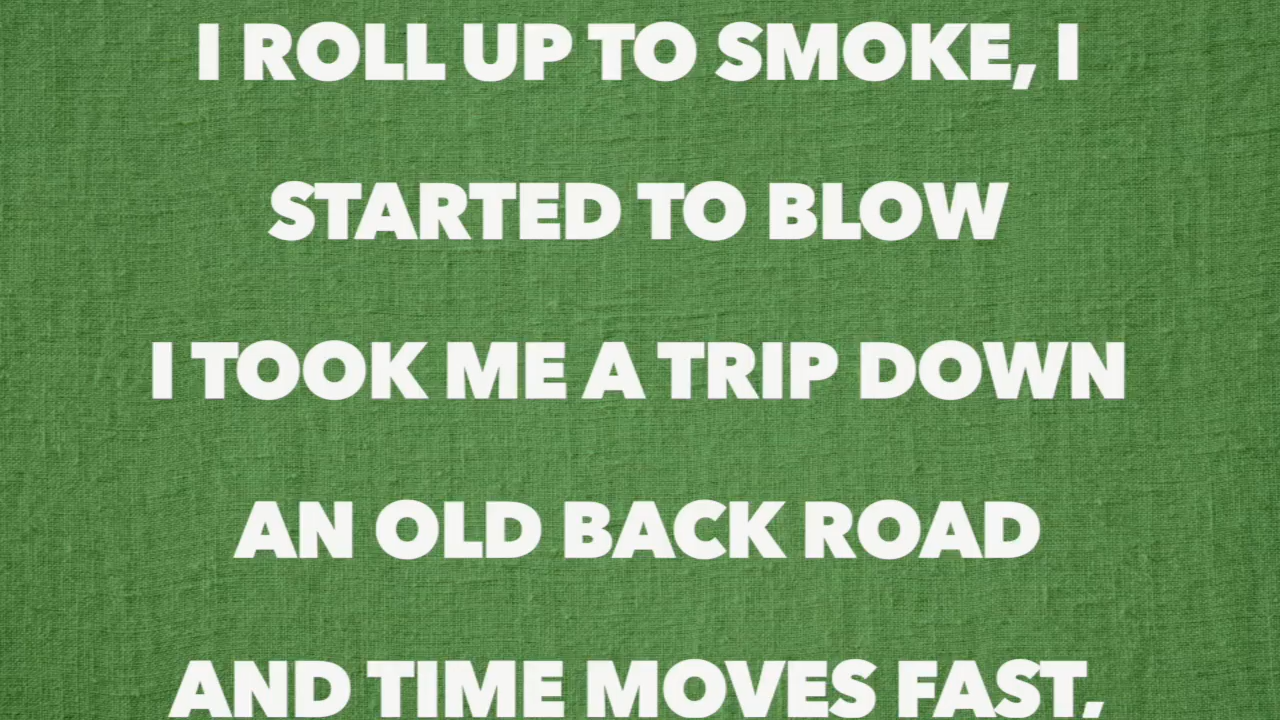 I ROLL UP TO SMOKE, I
STARTED TO BLOW
I TOOK ME A TRIP DOWN
AN OLD BACK ROAD
AND TIME MOVES FAST,